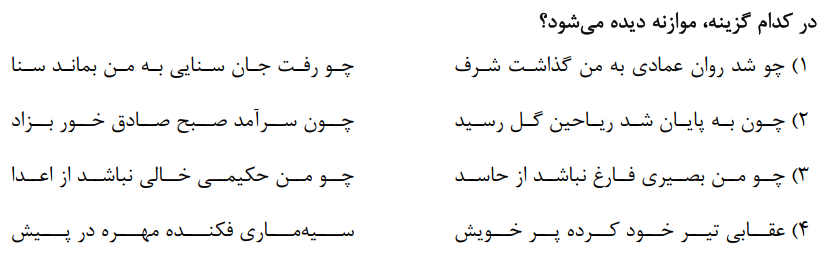 در کدام گزینه، موازنه دیده می‌شود؟
۱) چو شد روان عمادی به من گذاشت شرف چو رفت جان سنایی به من بماند سنا
۲) چون به پایان شد ریاحین گل رسید چون سرآمد صبح صادق خور بزاد
۳) چو من بصیری فارغ نباشد از حاسد چو من حکیمی خالی نباشد از اعدا
۴) عقابی تیر خود کرده پر خویش سیه‌ماری فکنده مهره در پیش